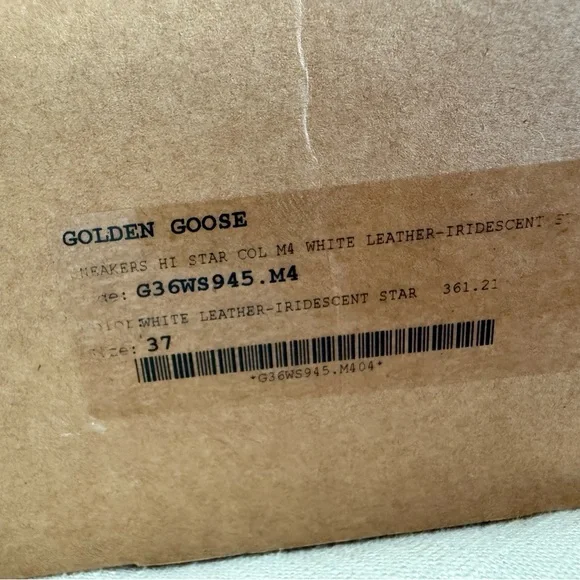 GOLDEN GOOSE
NEAKERS HI STAR COL M4 WHITE LEATHER-IRIDESCENT ST
G36WS945.M4
WHITE LEATHER-IRIDESCENT STAR 361.21
37
*G36WS945.M404*